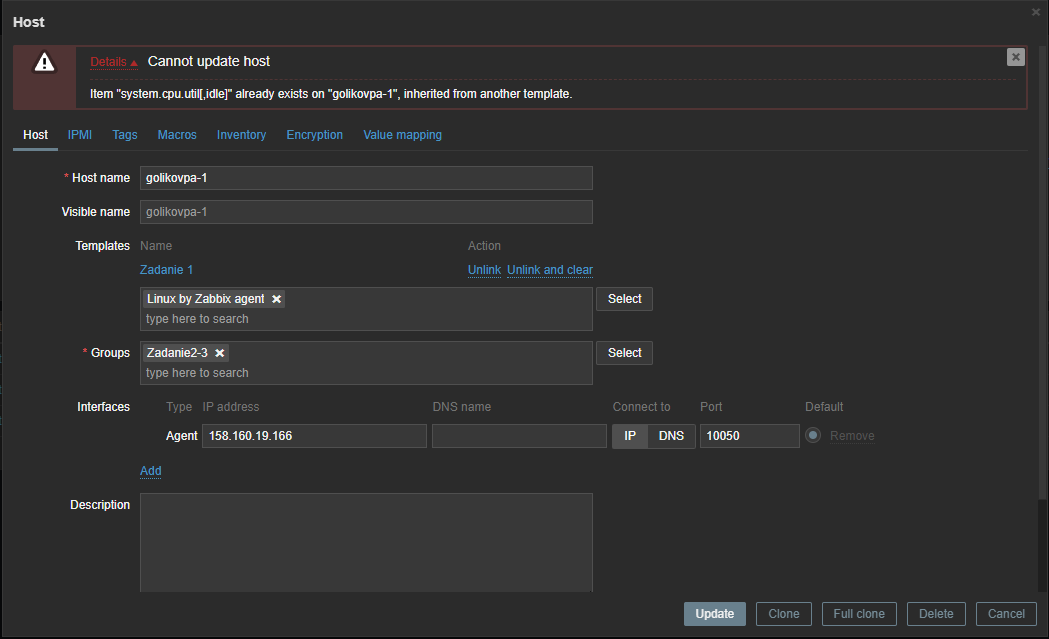 Host
Details Cannot update host
Item "system.cpu.util[,idle]" already exists on "golikovpa-1", inherited from another template.
Host IPMI Tags Macros Inventory Encryption Value mapping
* Host name golikovpa-1
Visible name golikovpa-1
Templates Name Action
Zadanie 1 Unlink Unlink and clear
Linux by Zabbix agent Select
type here to search
* Groups Zadanie2-3 Select
type here to search
Interfaces Type IP address DNS name Connect to Port Default
Agent 158.160.19.166 IP DNS 10050 Remove
Add
Description
Update Clone Full clone Delete Cancel